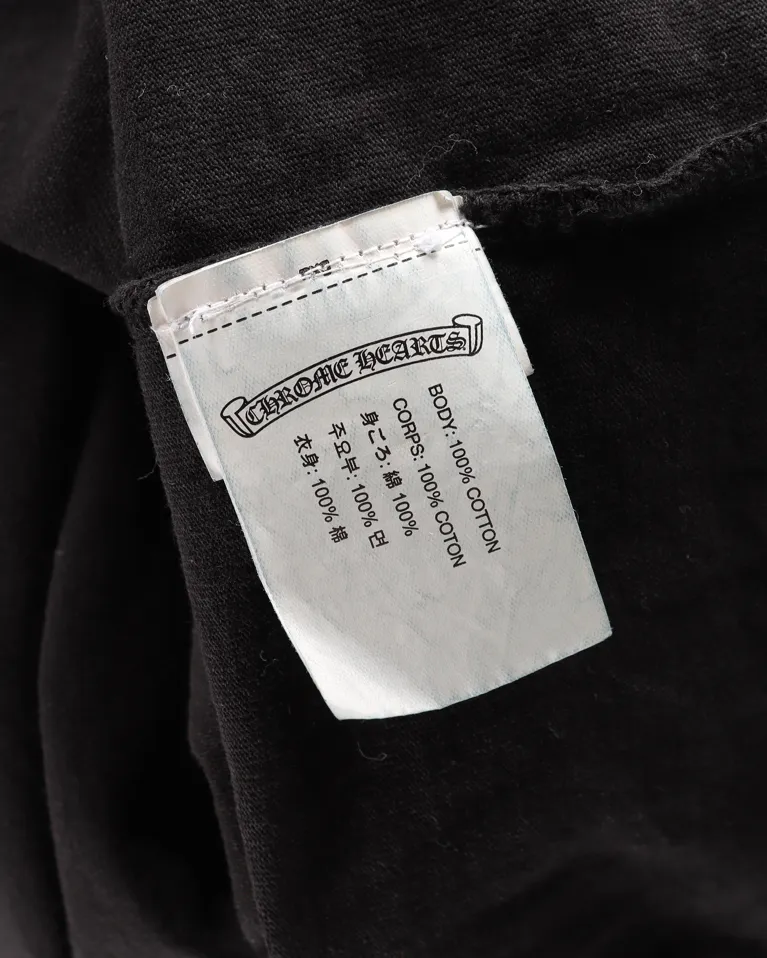 CHROME HEARTS
BODY: 100% COTTON
CORPS: 100% COTON
身ごろ: 綿 100%
주요부: 100% 면
衣身: 100% 棉